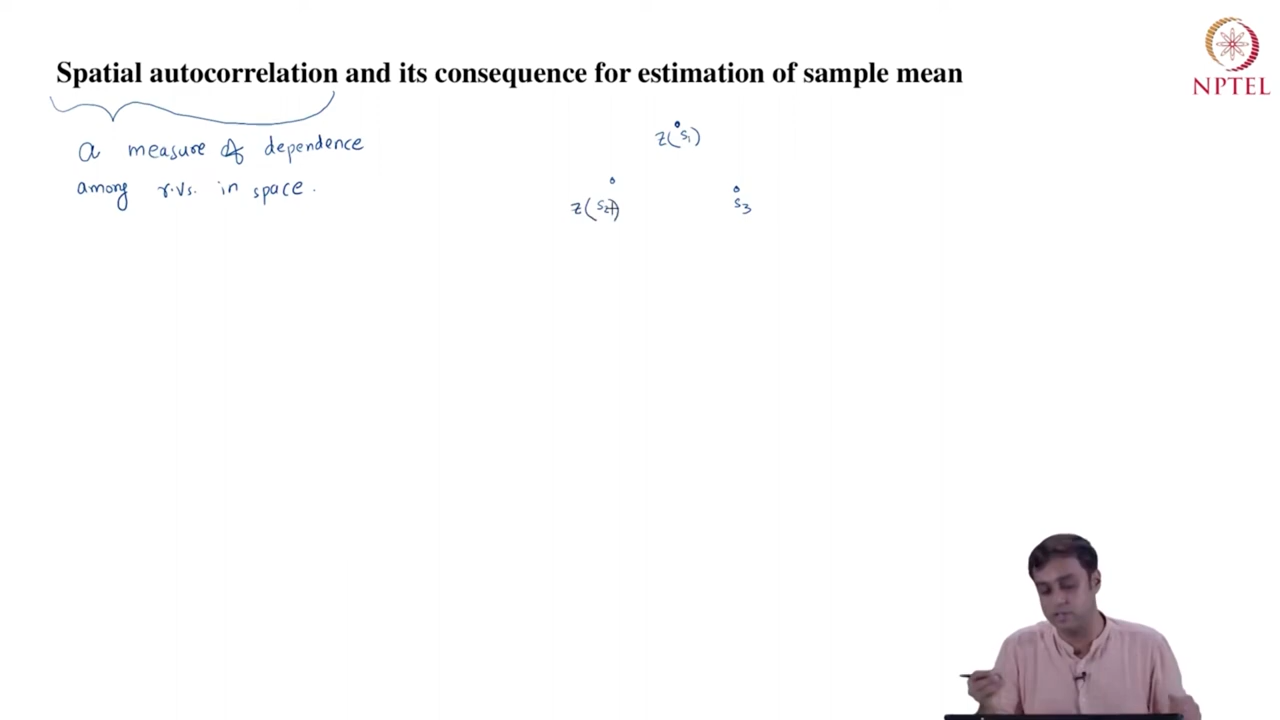 Spatial autocorrelation and its consequence for estimation of sample mean
NPTEL
a measure of dependence
among r.vs. in space.
Z(s1)
Z(s2)
s3